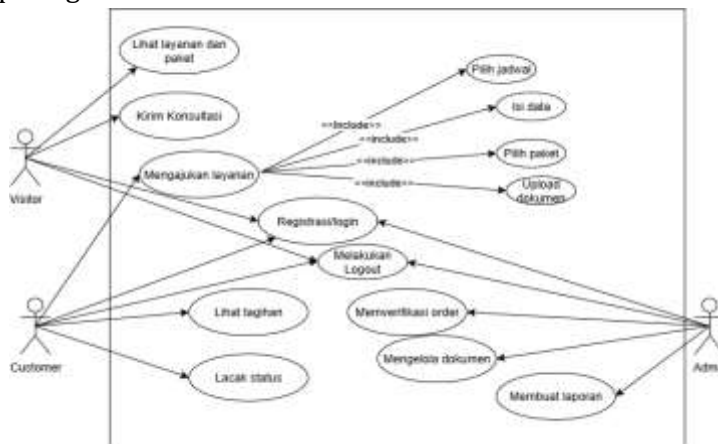 Lihat layanan dan
paket
Pilih jadwal
Isi data
Kirim Konsultasi
<<Include>>
<<Include>>
Pilih paket
<<include>>
Visitor
Mengajukan layanan
<<include>>
Upload
dokumen
Registrasi/login
Melakukan
Logout
Lihat tagihan
Memverifikasi order
Mengelola dokumen
Customer
Lacak status
Admi
Membuat laporan